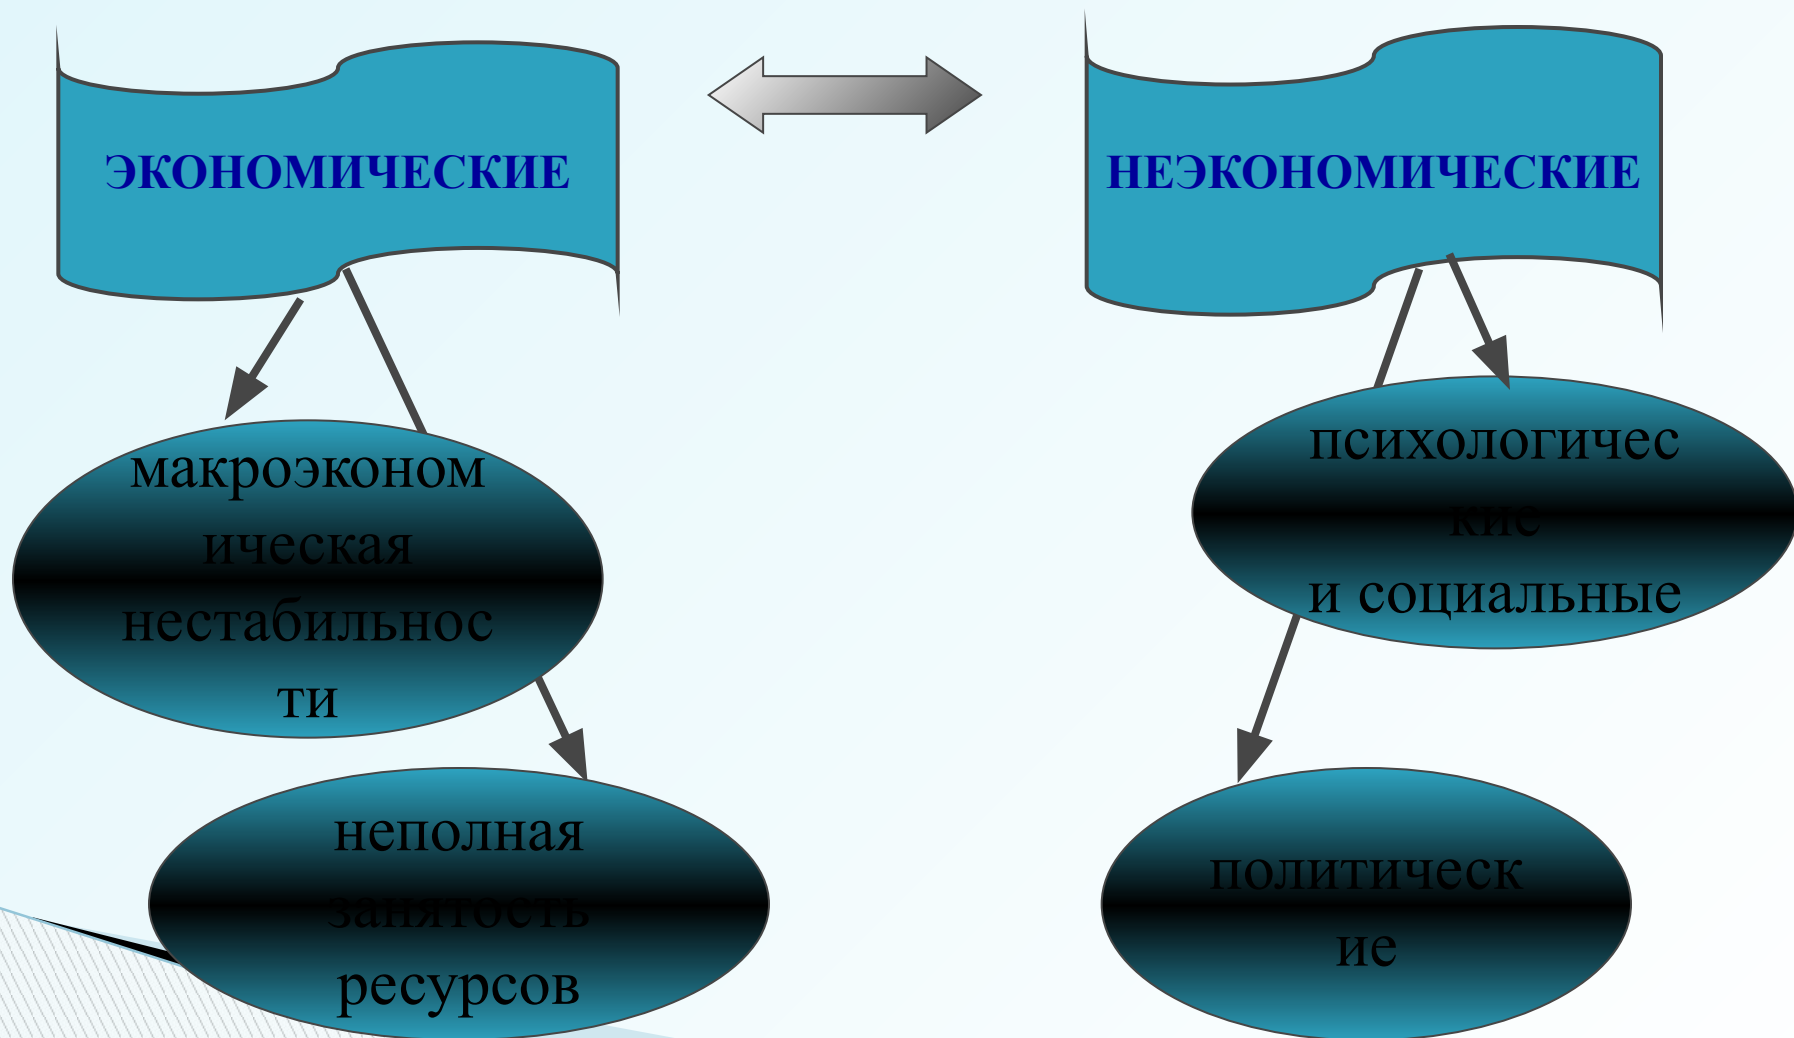 ЭКОНОМИЧЕСКИЕ
НЕЭКОНОМИЧЕСКИЕ
макроэконом
ическая
нестабильнос
ти
психологичес
кие
и социальные
неполная
занятость
ресурсов
политическ
ие